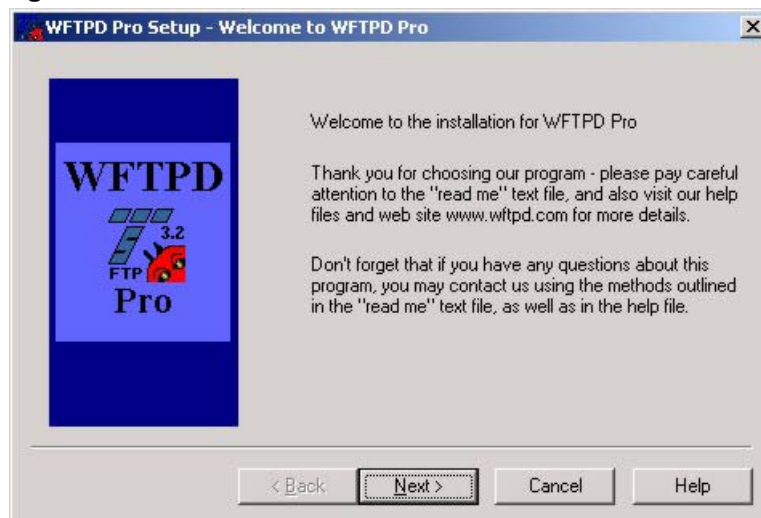 WFTPD Pro Setup - Welcome to WFTPD Pro
WFTPD
3.2
FTP
Pro
Welcome to the installation for WFTPD Pro
Thank you for choosing our program - please pay careful
attention to the "read me" text file, and also visit our help
files and web site www.wftpd.com for more details.
Don't forget that if you have any questions about this
program, you may contact us using the methods outlined
in the "read me" text file, as well as in the help file.
< Back
Next >
Cancel
Help